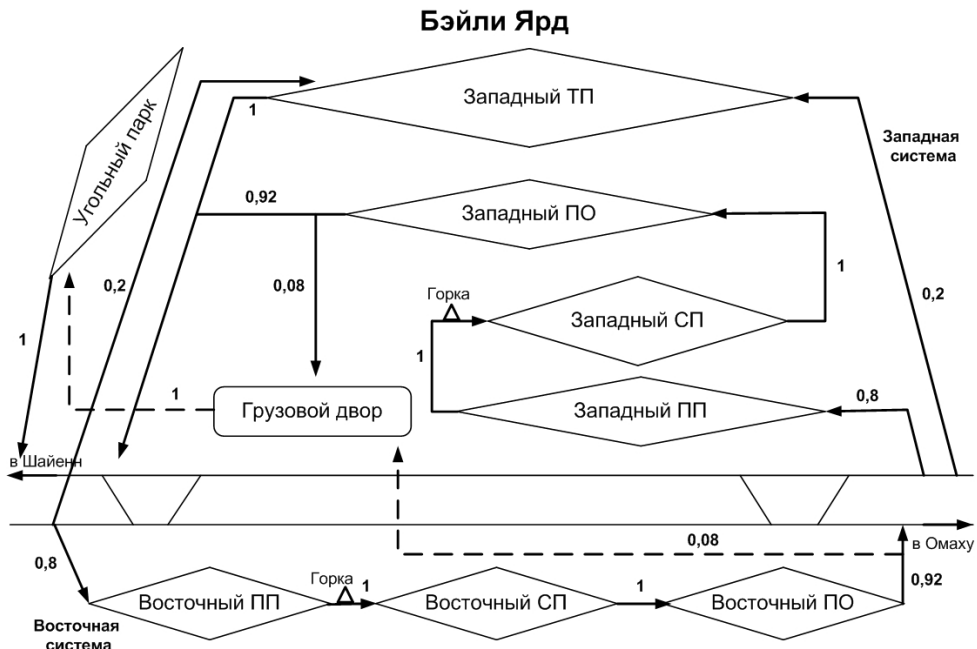 Бэйли Ярд
Западный ТП
1
Западная
система
Угольный парк
0,92
Западный ПО
0,2
0,08
Горка
1
0,2
Западный СП
1
1
1
Грузовой двор
Западный ПП
0,8
в Шайенн
0,08
в Омаху
0,8
Горка
1
1
0,92
Восточный ПП
Восточный СП
Восточный ПО
Восточная
система